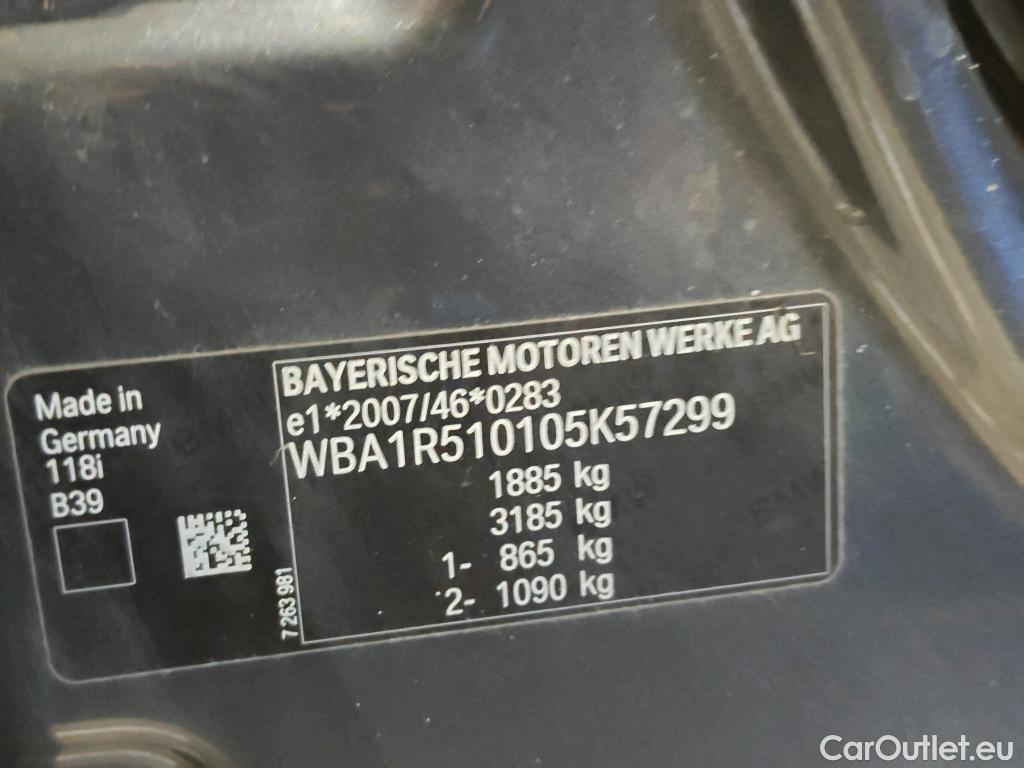 Made in
Germany
118i
B39
7 263 981
BAYERISCHE MOTOREN WERKE AG
e1*2007/46*0283
WBA1R510105K57299
1885 kg
3185 kg
1- 865 kg
2- 1090 kg
CarOutlet.eu